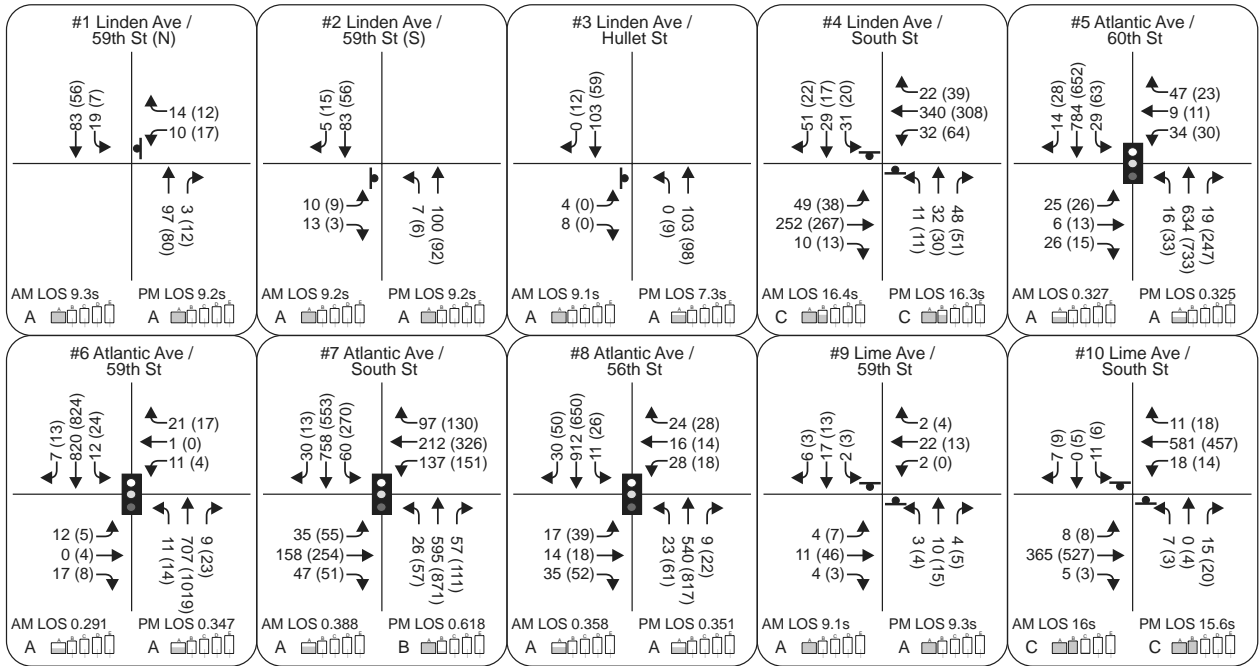 #1 Linden Ave /
59th St (N)
83 (56)
19 (7)
14 (12)
10 (17)
97 (80)
3 (12)
AM LOS 9.3s
PM LOS 9.2s
A
A B C D E
A
A B C D E
#2 Linden Ave /
59th St (S)
5 (15)
83 (56)
10 (9)
13 (3)
7 (6)
100 (92)
AM LOS 9.2s
PM LOS 9.2s
A
A B C D E
A
A B C D E
#3 Linden Ave /
Hullet St
0 (12)
103 (59)
4 (0)
8 (0)
0 (9)
103 (98)
AM LOS 9.1s
PM LOS 7.3s
A
A B C D E
A
A B C D E
#4 Linden Ave /
South St
51 (22)
29 (17)
31 (20)
22 (39)
340 (308)
32 (64)
49 (38)
252 (267)
10 (13)
11 (11)
32 (30)
48 (51)
AM LOS 16.4s
PM LOS 16.3s
C
A B C D E
C
A B C D E
#5 Atlantic Ave /
60th St
14 (28)
784 (652)
29 (63)
47 (23)
9 (11)
34 (30)
25 (26)
6 (13)
26 (15)
16 (33)
634 (733)
19 (247)
AM LOS 0.327
PM LOS 0.325
A
A B C D E
A
A B C D E
#6 Atlantic Ave /
59th St
7 (13)
820 (824)
12 (24)
21 (17)
1 (0)
11 (4)
12 (5)
0 (4)
17 (8)
11 (14)
707 (1019)
9 (23)
AM LOS 0.291
PM LOS 0.347
A
A B C D E
A
A B C D E
#7 Atlantic Ave /
South St
30 (13)
758 (553)
60 (270)
97 (130)
212 (326)
137 (151)
35 (55)
158 (254)
47 (51)
26 (57)
595 (871)
57 (111)
AM LOS 0.388
PM LOS 0.618
A
A B C D E
B
A B C D E
#8 Atlantic Ave /
56th St
30 (50)
912 (650)
11 (26)
24 (28)
16 (14)
28 (18)
17 (39)
14 (18)
35 (52)
23 (61)
540 (817)
9 (22)
AM LOS 0.358
PM LOS 0.351
A
A B C D E
A
A B C D E
#9 Lime Ave /
59th St
6 (3)
17 (13)
2 (3)
2 (4)
22 (13)
2 (0)
4 (7)
11 (46)
4 (3)
3 (4)
10 (15)
4 (5)
AM LOS 9.1s
PM LOS 9.3s
A
A B C D E
A
A B C D E
#10 Lime Ave /
South St
7 (9)
0 (5)
11 (6)
11 (18)
581 (457)
18 (14)
8 (8)
365 (527)
5 (3)
7 (3)
0 (4)
15 (20)
AM LOS 16s
PM LOS 15.6s
C
A B C D E
C
A B C D E